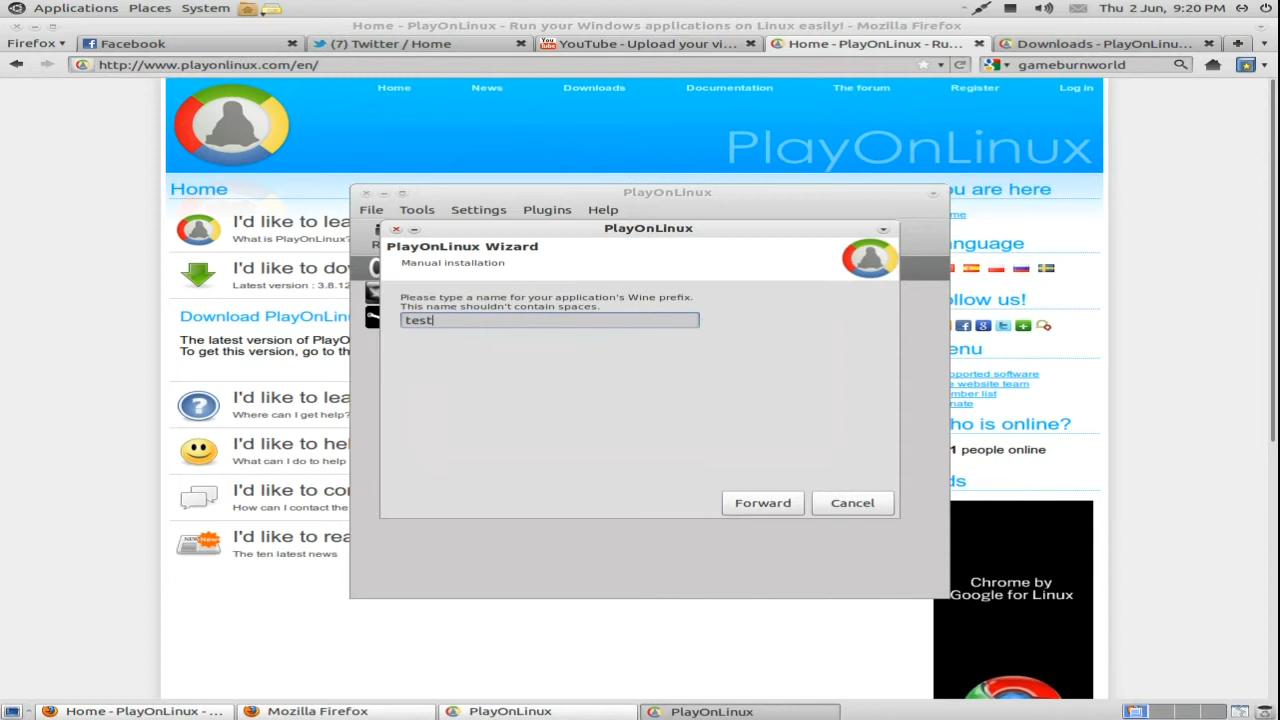 Applications Places System Thu 2 Jun, 9:20 PM
Home - PlayOnLinux - Run your Windows applications on Linux easily! - Mozilla Firefox
Firefox Facebook (7) Twitter / Home YouTube - Upload your vi... Home - PlayOnLinux - Ru... Downloads - PlayOnLinu...
http://www.playonlinux.com/en/ gameburnworld
Home News Downloads Documentation The forum Register Log in
PlayOnLinux
Home
I'd like to lea
What is PlayOnLinux?
I'd like to do
Latest version : 3.8.12
Download PlayOnLin
The latest version of PlayO
To get this version, go to th
I'd like to lea
Where can I get help?
I'd like to hel
What can I do to help
I'd like to co
How can I contact the
I'd like to rea
The ten latest news
PlayOnLinux
File Tools Settings Plugins Help
R
PlayOnLinux
PlayOnLinux Wizard
Manual installation
Please type a name for your application's Wine prefix.
This name shouldn't contain spaces.
test
Forward Cancel
ou are here
me
anguage
ollow us!
enu
pported software
e website team
mber list
nate
ho is online?
1 people online
ds
Chrome by
Google for Linux
Home - PlayOnLinux - ... Mozilla Firefox PlayOnLinux PlayOnLinux